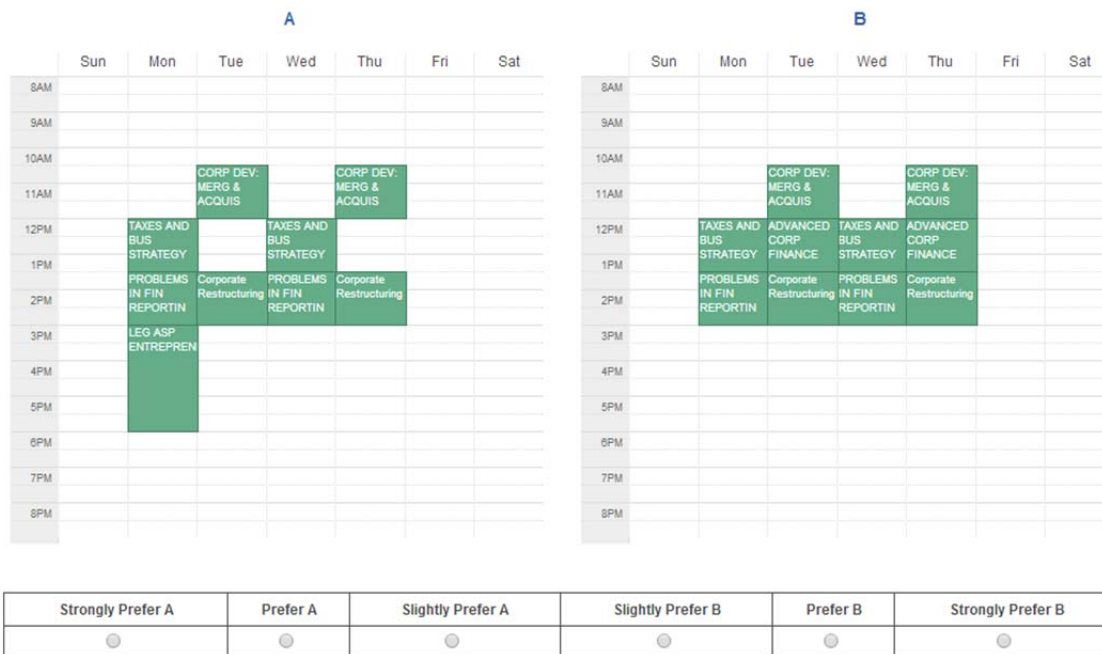 A
Sun Mon Tue Wed Thu Fri Sat
8AM
9AM
10AM
CORP DEV: MERG & ACQUIS
CORP DEV: MERG & ACQUIS
11AM
12PM
TAXES AND BUS STRATEGY
TAXES AND BUS STRATEGY
1PM
PROBLEMS IN FIN REPORTIN
Corporate Restructuring
PROBLEMS IN FIN REPORTIN
Corporate Restructuring
2PM
3PM
LEG ASP ENTREPREN
4PM
5PM
6PM
7PM
8PM
B
Sun Mon Tue Wed Thu Fri Sat
8AM
9AM
10AM
CORP DEV: MERG & ACQUIS
CORP DEV: MERG & ACQUIS
11AM
12PM
TAXES AND BUS STRATEGY
ADVANCED CORP FINANCE
TAXES AND BUS STRATEGY
ADVANCED CORP FINANCE
1PM
PROBLEMS IN FIN REPORTIN
Corporate Restructuring
PROBLEMS IN FIN REPORTIN
Corporate Restructuring
2PM
3PM
4PM
5PM
6PM
7PM
8PM
Strongly Prefer A
Prefer A
Slightly Prefer A
Slightly Prefer B
Prefer B
Strongly Prefer B